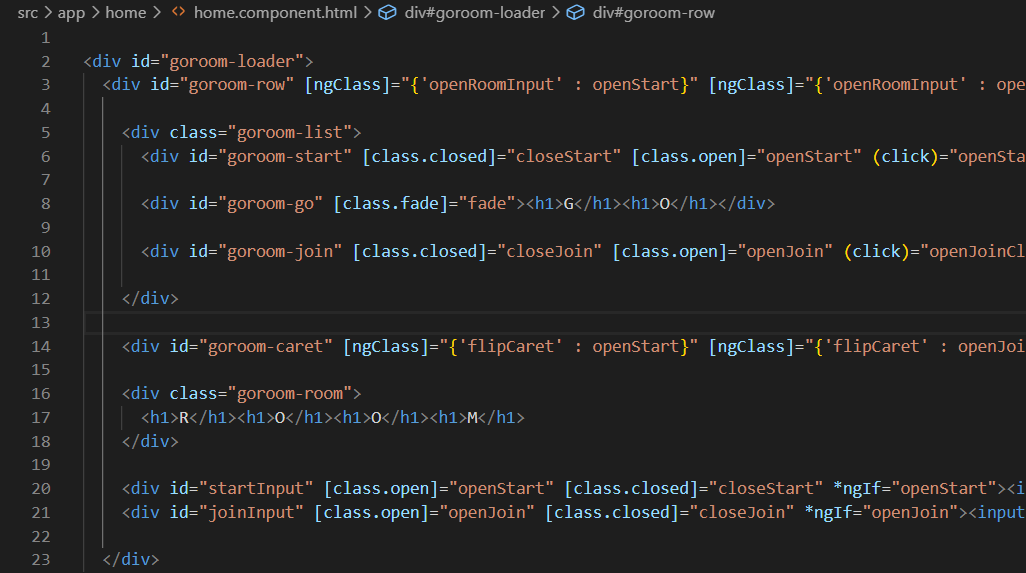 src > app > home > <> home.component.html > div#goroom-loader > div#goroom-row
1
2 <div id="goroom-loader">
3 <div id="goroom-row" [ngClass]="{'openRoomInput' : openStart}" [ngClass]="{'openRoomInput' : ope
4
5 <div class="goroom-list">
6 <div id="goroom-start" [class.closed]="closeStart" [class.open]="openStart" (click)="openSta
7
8 <div id="goroom-go" [class.fade]="fade"><h1>G</h1><h1>O</h1></div>
9
10 <div id="goroom-join" [class.closed]="closeJoin" [class.open]="openJoin" (click)="openJoinCl
11
12 </div>
13
14 <div id="goroom-caret" [ngClass]="{'flipCaret' : openStart}" [ngClass]="{'flipCaret' : openJoi
15
16 <div class="goroom-room">
17 <h1>R</h1><h1>O</h1><h1>O</h1><h1>M</h1>
18 </div>
19
20 <div id="startInput" [class.open]="openStart" [class.closed]="closeStart" *ngIf="openStart"><i
21 <div id="joinInput" [class.open]="openJoin" [class.closed]="closeJoin" *ngIf="openJoin"><input
22
23 </div>